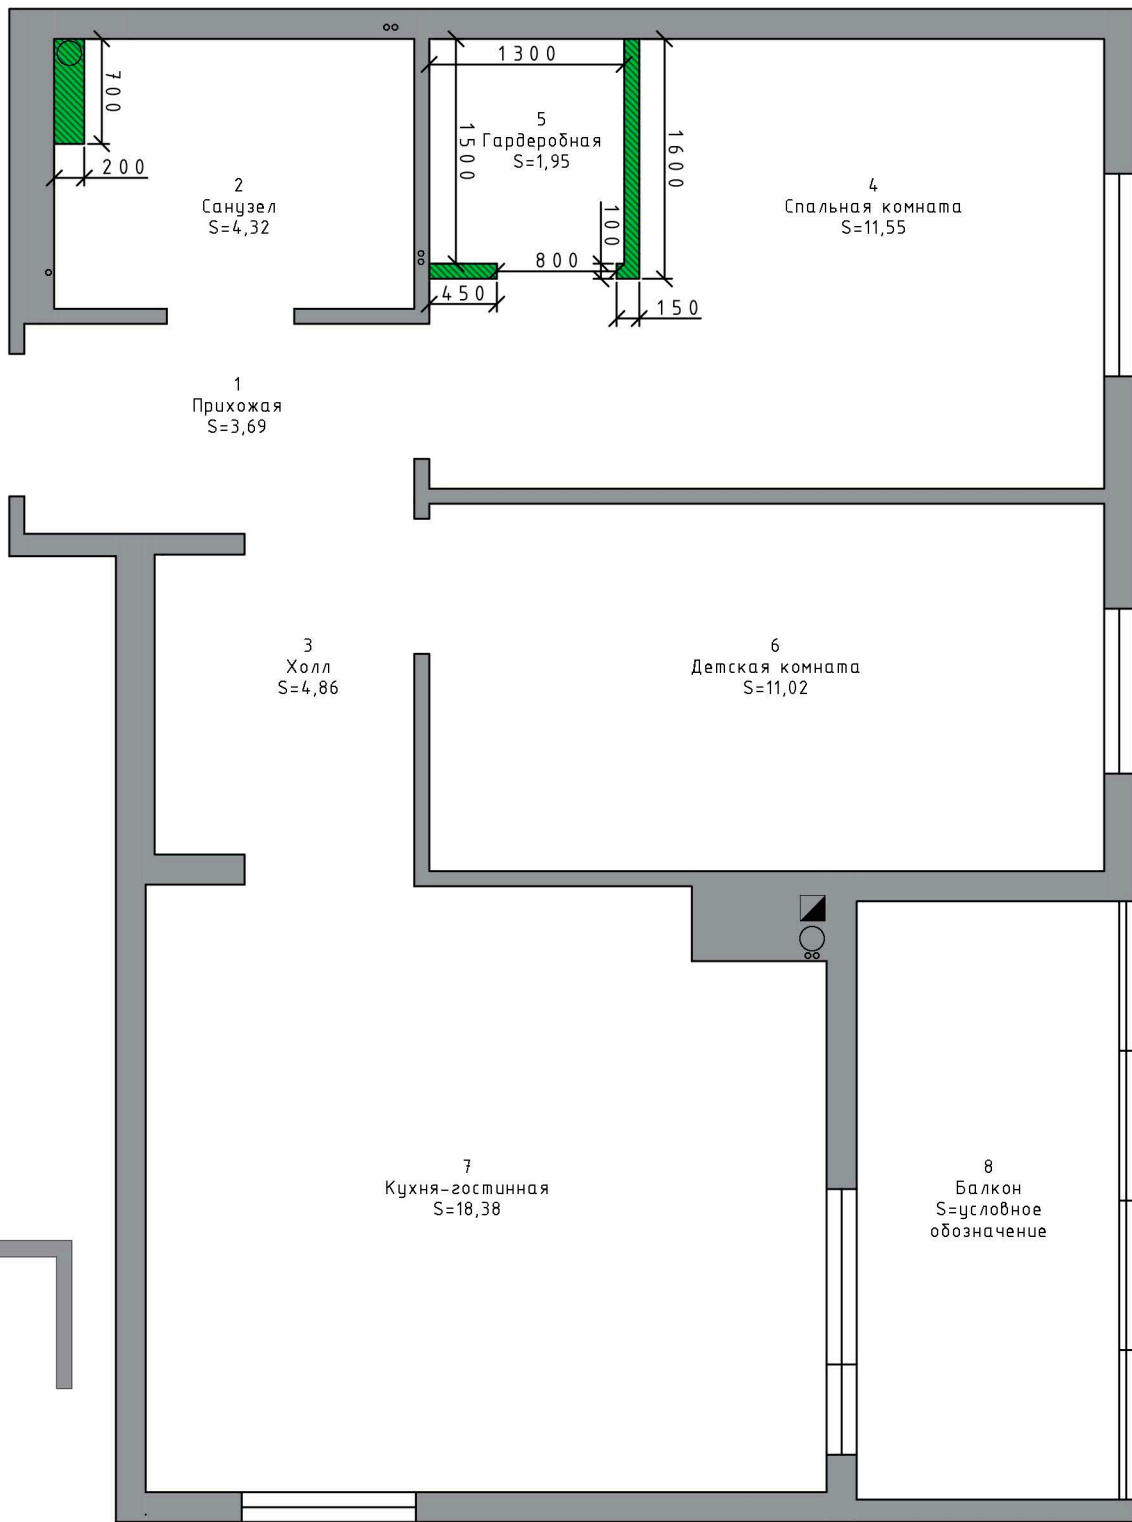 1300
700
1500
5
Гардеробная
S=1,95
1600
200
2
Санузел
S=4,32
4
Спальная комната
S=11,55
100
800
450
150
1
Прихожая
S=3,69
3
Холл
S=4,86
6
Детская комната
S=11,02
7
Кухня-гостинная
S=18,38
8
Балкон
S=условное
обозначение